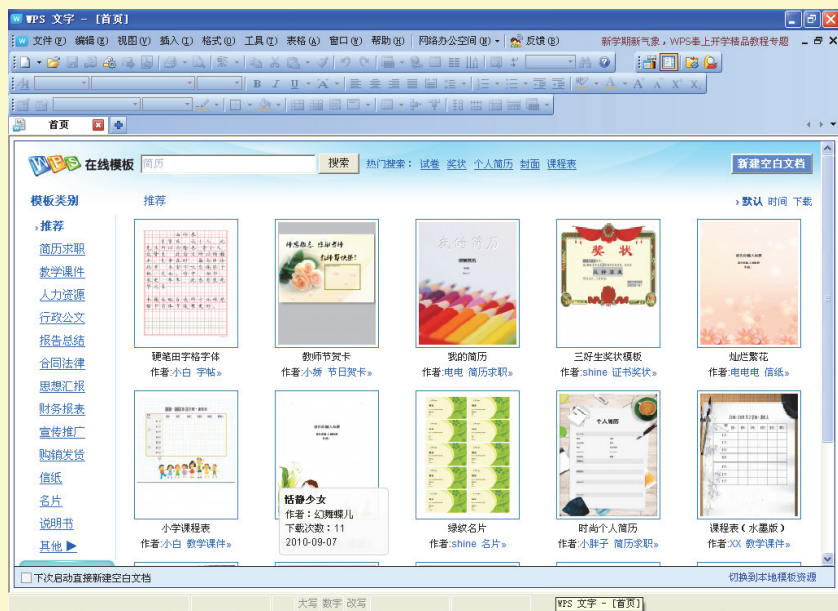 WPS 文字 - [首页]
文件(F) 编辑(E) 视图(V) 插入(I) 格式(O) 工具(T) 表格(A) 窗口(W) 帮助(H) 网络办公空间(N) 反馈(B) 新学期新气象，WPS奉上开学精品教程专题
首页
WPS 在线模板 简历 搜索 热门搜索： 试卷 奖状 个人简历 封面 课程表 新建空白文档
模板类别 推荐 ›默认 时间 下载
›推荐
简历求职
教学课件
人力资源
行政公文
报告总结
合同法律
思想汇报
财务报表
宣传推广
购销发货
信纸
名片
说明书
其他
我的简历
奖状
硬笔田字格字体
作者:小白 字帖»
教师节贺卡
作者:小娇 节日贺卡»
我的简历
作者:电电 简历求职»
三好生奖状模板
作者:shine 证书奖状»
灿烂繁花
作者:电电电 信纸»
个人简历
小学课程表
作者:小白 教学课件»
恬静少女
作者：幻舞蝶儿
下载次数：11
2010-09-07
绿纹名片
作者:shine 名片»
时尚个人简历
作者:小胖子 简历求职»
课程表(水墨版)
作者:XX 教学课件»
下次启动直接新建空白文档 切换到本地模板资源
大写 数字 改写 WPS 文字 - [首页]